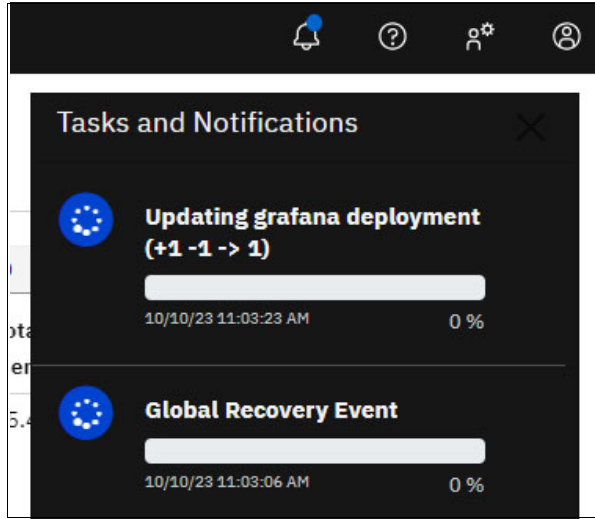 Tasks and Notifications
Updating grafana deployment
(+1 -1 -> 1)
10/10/23 11:03:23 AM 0 %
Global Recovery Event
10/10/23 11:03:06 AM 0 %